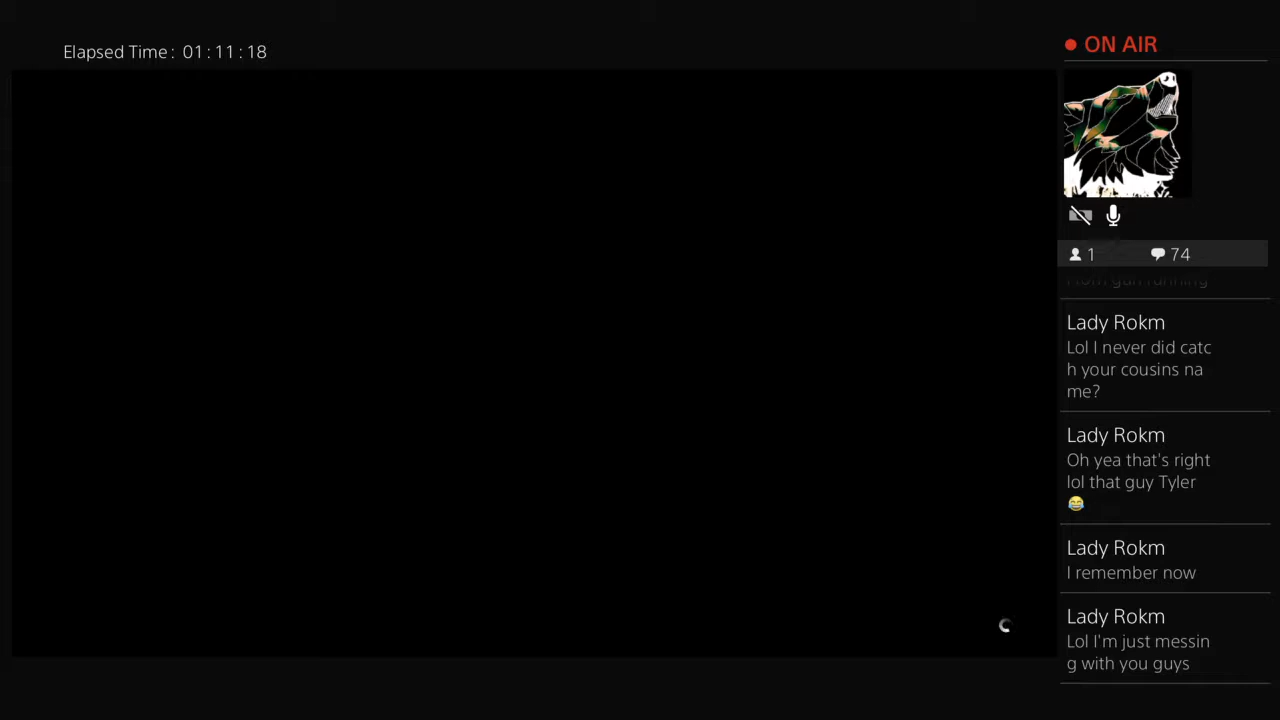 Elapsed Time: 01:11:18
ON AIR
1 74
Lady Rokm
Lol I never did catc
h your cousins na
me?
Lady Rokm
Oh yea that's right
lol that guy Tyler
😂
Lady Rokm
I remember now
Lady Rokm
Lol I'm just messin
g with you guys